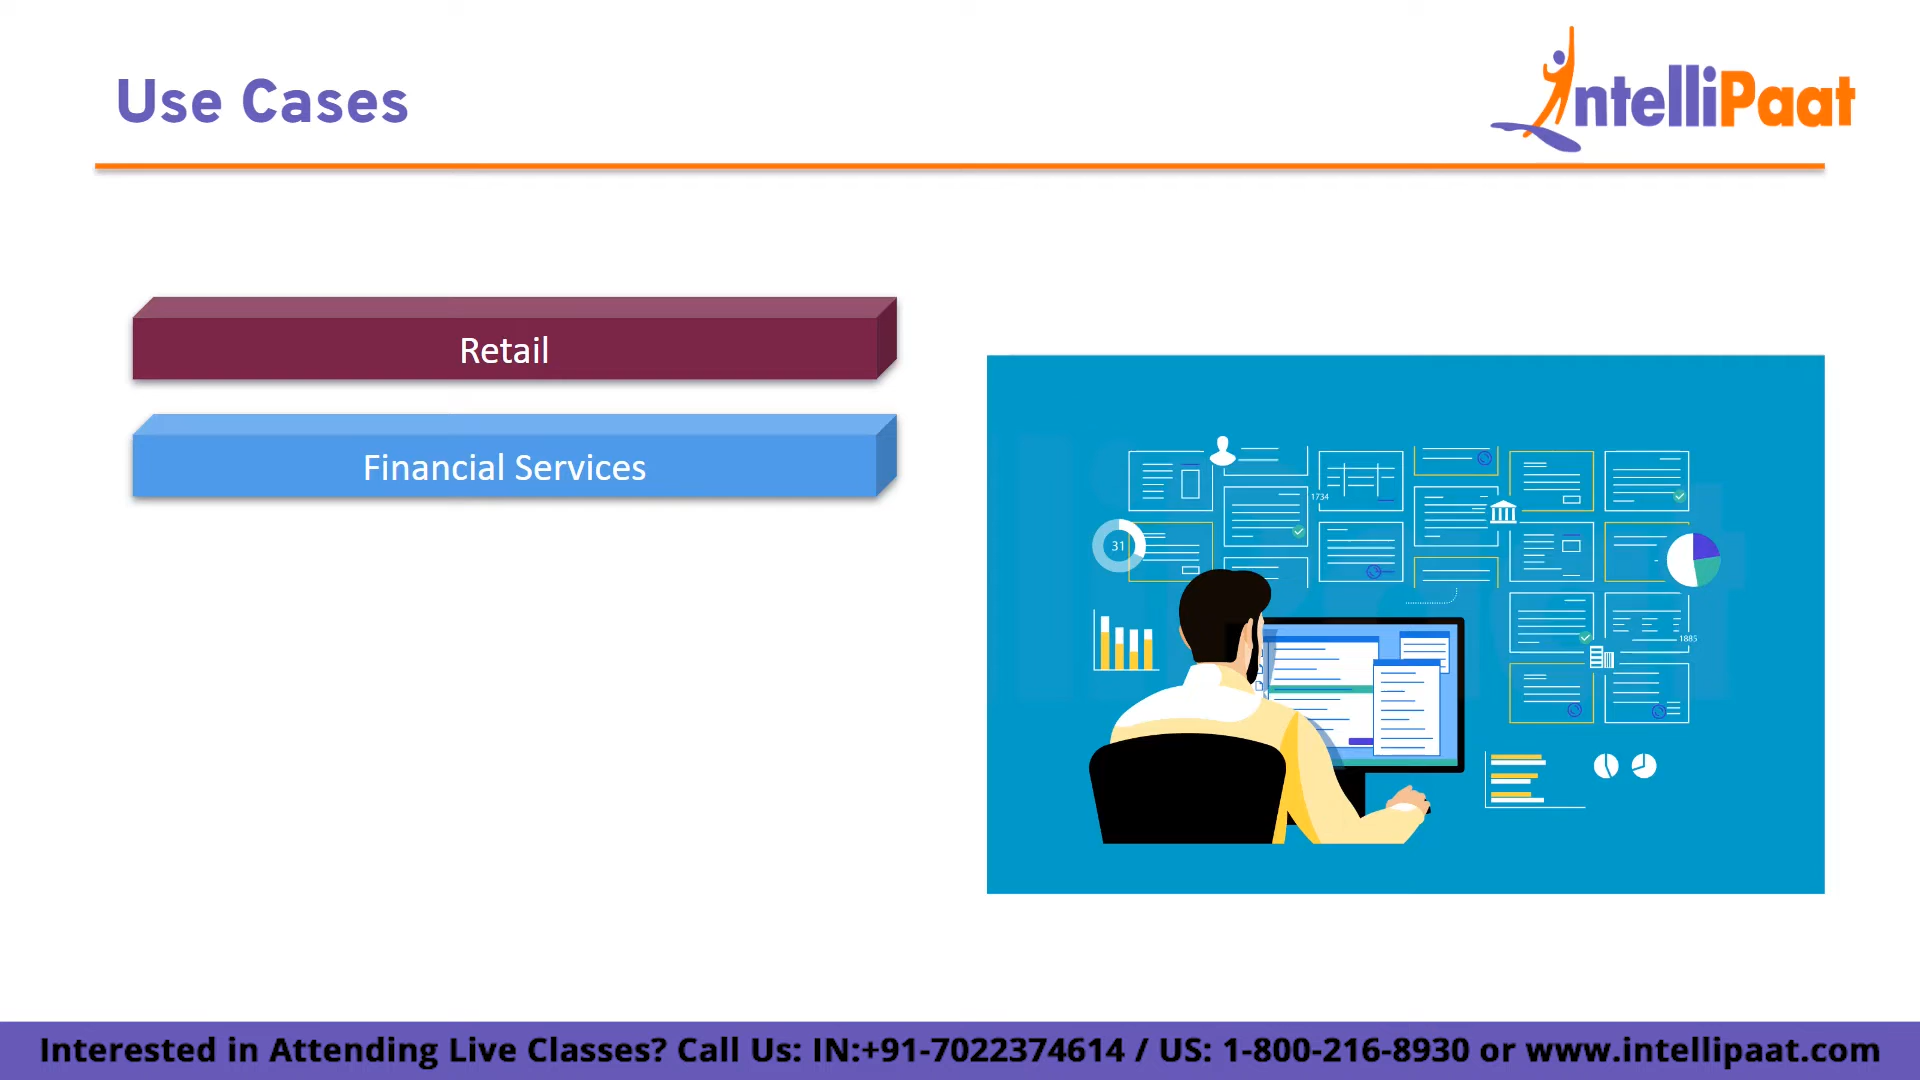 Use Cases
IntelliPaat
Retail
Financial Services
1734
31
1885
Interested in Attending Live Classes? Call Us: IN:+91-7022374614 / US: 1-800-216-8930 or www.intellipaat.com